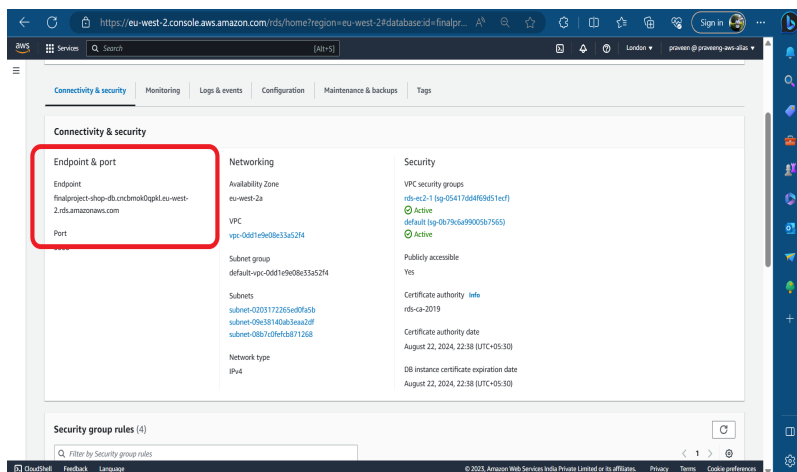 https://eu-west-2.console.aws.amazon.com/rds/home?region=eu-west-2#database:id=finalpr...
Sign in
aws
Services
Search
[Alt+S]
London
praveen @ praveeng-aws-alias
Connectivity & security
Monitoring
Logs & events
Configuration
Maintenance & backups
Tags
Connectivity & security
Endpoint & port
Endpoint
finalproject-shop-db.cncbmok0qpkl.eu-west-
2.rds.amazonaws.com
Port
Networking
Availability Zone
eu-west-2a
VPC
vpc-0dd1e9e08e33a52f4
Subnet group
default-vpc-0dd1e9e08e33a52f4
Subnets
subnet-0203172265ed0fa5b
subnet-09e38140ab3eaa2df
subnet-08b7c0fefcb871268
Network type
IPv4
Security
VPC security groups
rds-ec2-1 (sg-05417dd4f69d51ecf)
Active
default (sg-0b79c6a99005b7565)
Active
Publicly accessible
Yes
Certificate authority Info
rds-ca-2019
Certificate authority date
August 22, 2024, 22:38 (UTC+05:30)
DB instance certificate expiration date
August 22, 2024, 22:38 (UTC+05:30)
Security group rules (4)
Filter by Security group rules
1
CloudShell
Feedback
Language
© 2023, Amazon Web Services India Private Limited or its affiliates.
Privacy
Terms
Cookie preferences